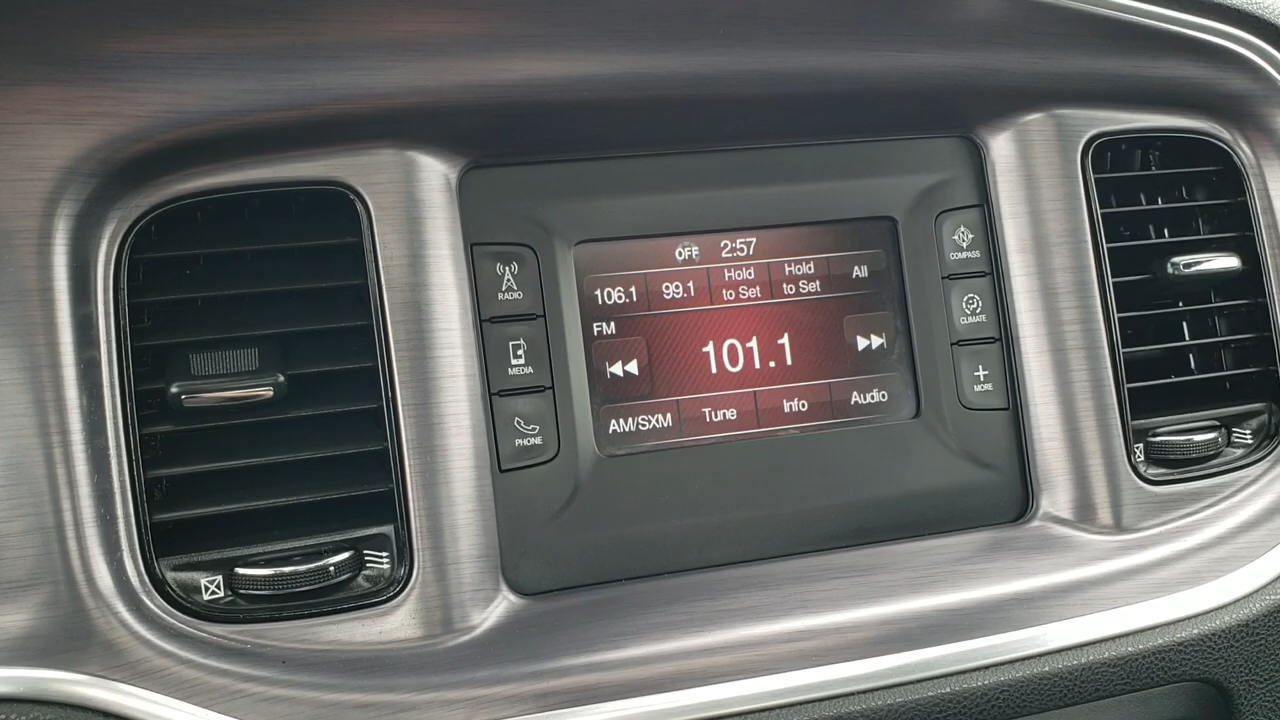 OFF 2:57
106.1 99.1 Hold to Set Hold to Set All
FM
101.1
AM/SXM Tune Info Audio
RADIO
MEDIA
PHONE
N
COMPASS
CLIMATE
+
MORE